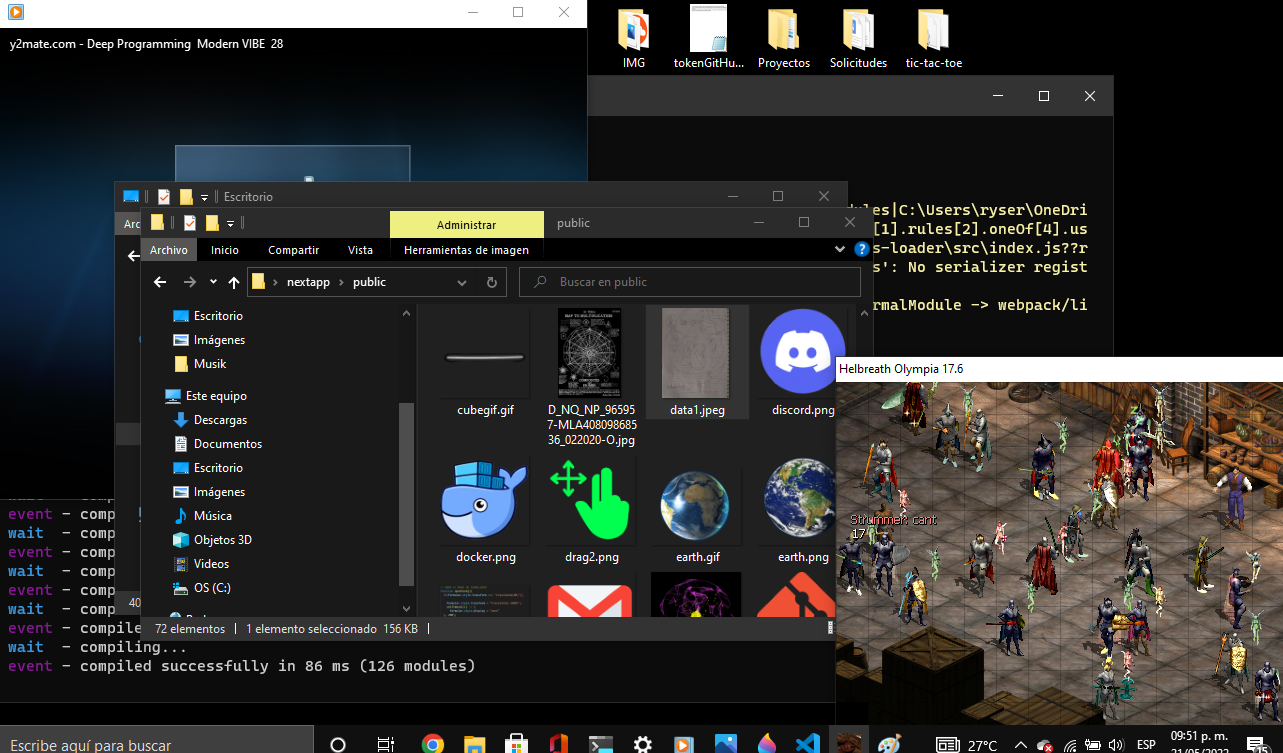 y2mate.com - Deep Programming Modern VIBE 28
IMG
tokenGitHu...
Proyectos
Solicitudes
tic-tac-toe
ules|C:\Users\ryser\OneDri
[1].rules[2].oneOf[4].us
s-loader\src\index.js??r
s': No serializer regist
rmalModule -> webpack/li
Escritorio
Administrar
public
Archivo
Inicio
Compartir
Vista
Herramientas de imagen
nextapp > public
Buscar en public
Escritorio
Imágenes
Musik
Este equipo
Descargas
Documentos
Escritorio
Imágenes
Música
Objetos 3D
Videos
OS (C:)
cubegif.gif
D_NQ_NP_96595
7-MLA408098685
36_022020-O.jpg
data1.jpeg
discord.png
docker.png
drag2.png
earth.gif
earth.png
40
72 elementos
1 elemento seleccionado 156 KB
Helbreath Olympia 17.6
Strummer: cant
17
event - comp
wait - comp
event - comp
wait - comp
event - comp
wait - comp
event - compile
wait - compiling...
event - compiled successfully in 86 ms (126 modules)
Escribe aquí para buscar
27°C
ESP
09:51 p. m.
21/05/2022